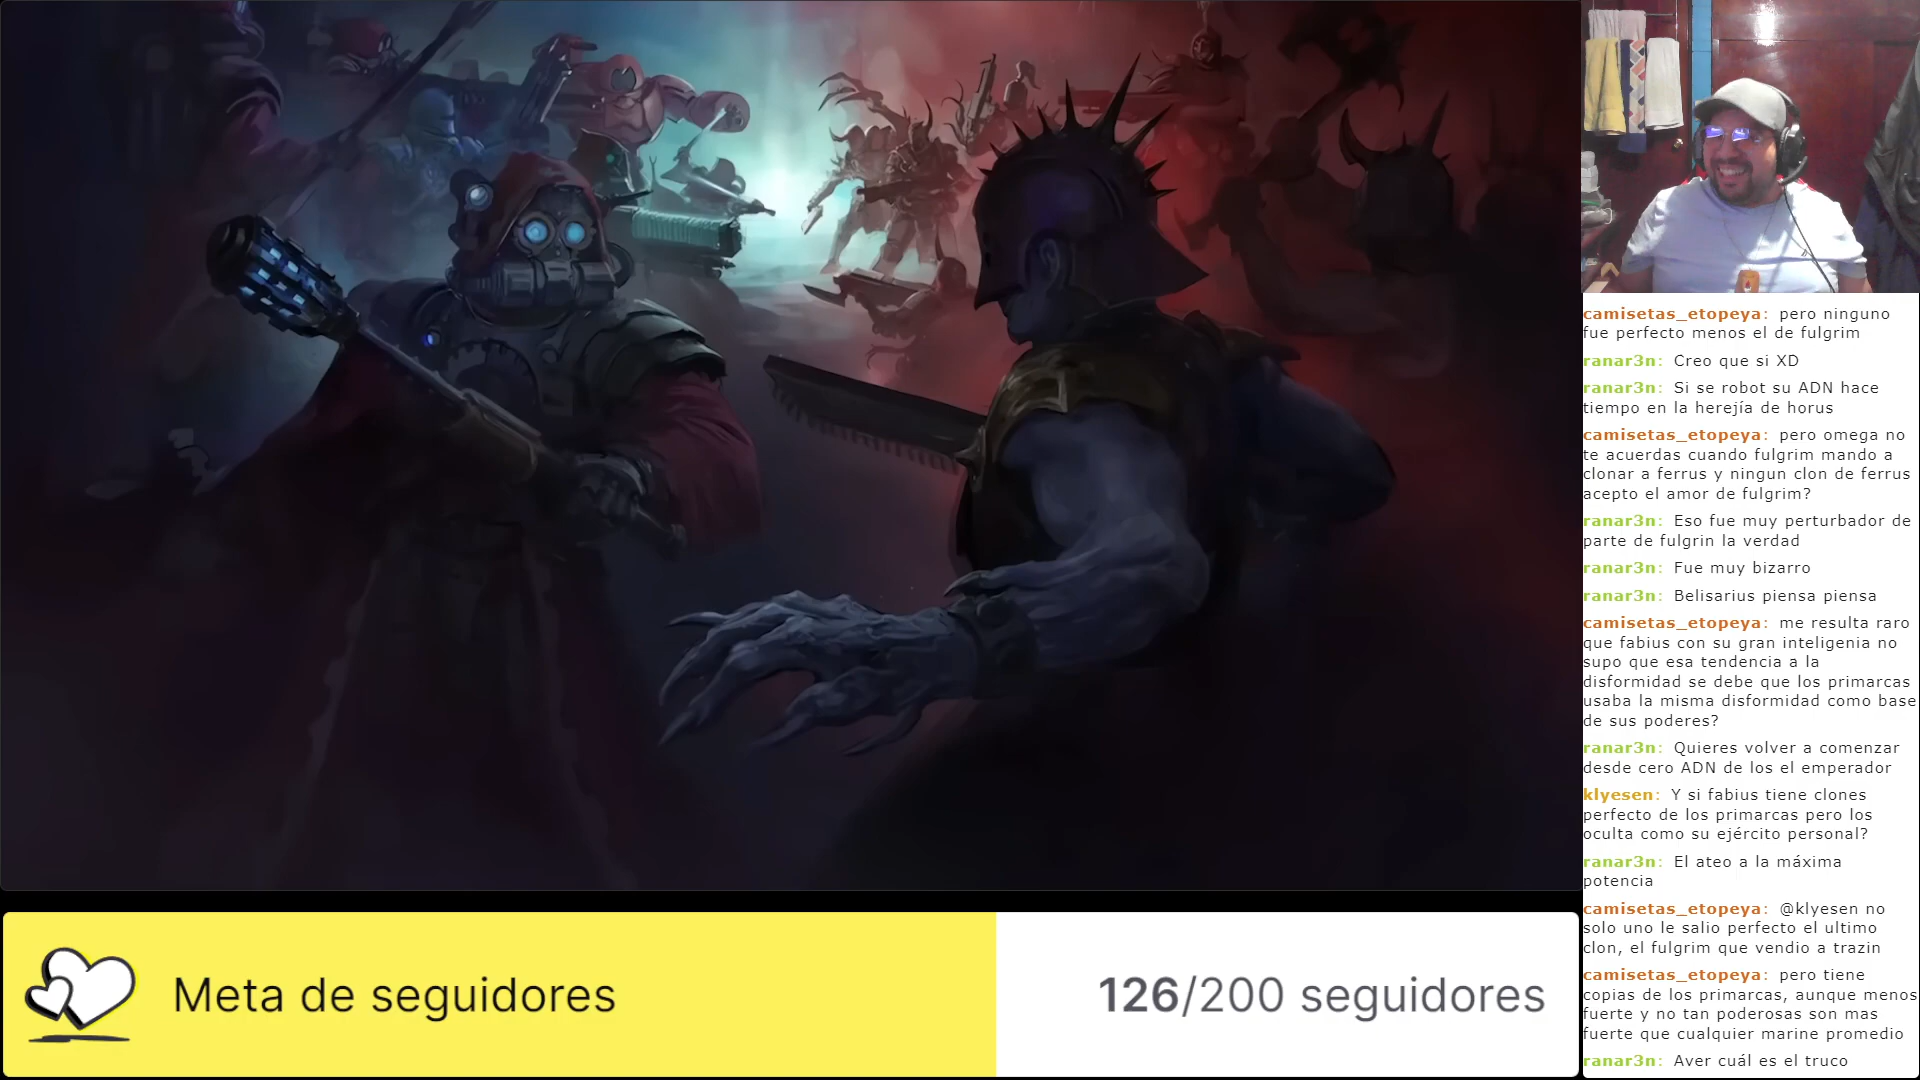 camisetas_etopeya: pero ninguno
fue perfecto menos el de fulgrim
ranar3n: Creo que si XD
ranar3n: Si se robot su ADN hace
tiempo en la herejía de horus
camisetas_etopeya: pero omega no
te acuerdas cuando fulgrim mando a
clonar a ferrus y ningun clon de ferrus
acepto el amor de fulgrim?
ranar3n: Eso fue muy perturbador de
parte de fulgrin la verdad
ranar3n: Fue muy bizarro
ranar3n: Belisarius piensa piensa
camisetas_etopeya: me resulta raro
que fabius con su gran inteligenia no
supo que esa tendencia a la
disformidad se debe que los primarcas
usaba la misma disformidad como base
de sus poderes?
ranar3n: Quieres volver a comenzar
desde cero ADN de los el emperador
klyesen: Y si fabius tiene clones
perfecto de los primarcas pero los
oculta como su ejército personal?
ranar3n: El ateo a la máxima
potencia
camisetas_etopeya: @klyesen no
solo uno le salio perfecto el ultimo
clon, el fulgrim que vendio a trazin
camisetas_etopeya: pero tiene
copias de los primarcas, aunque menos
fuerte y no tan poderosas son mas
fuerte que cualquier marine promedio
ranar3n: Aver cuál es el truco
Meta de seguidores
126/200 seguidores